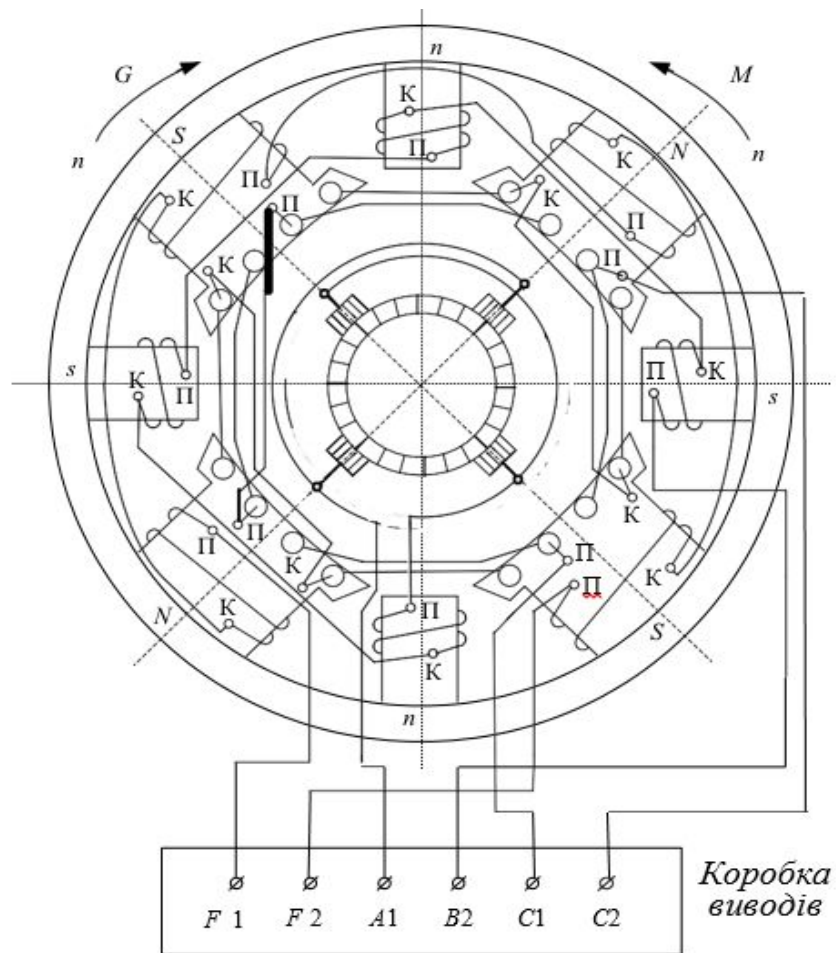 n
G M
К
S N
n П n
К
П К
П К
П П
К
s П К
К П s
К
П П
К П
К П К
N К П S
К
n
F 1 F 2 A1 B2 C1 C2
Коробка
виводів